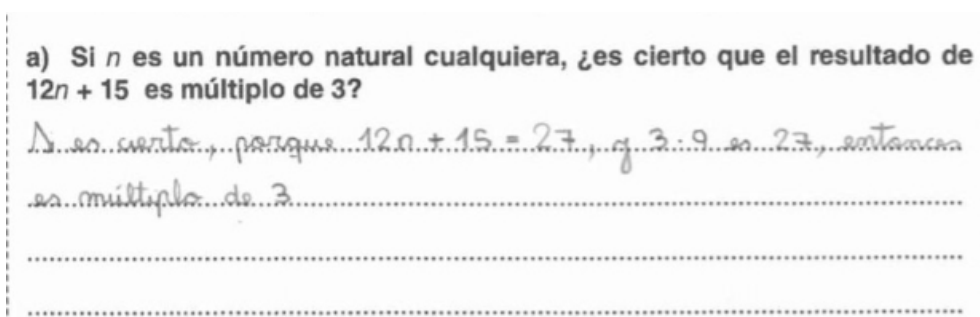 a) Si n es un número natural cualquiera, ¿es cierto que el resultado de
12n + 15 es múltiplo de 3?
Si es cierto, porque 12n + 15 = 27, y 3 · 9 es 27, entonces
es múltiplo de 3